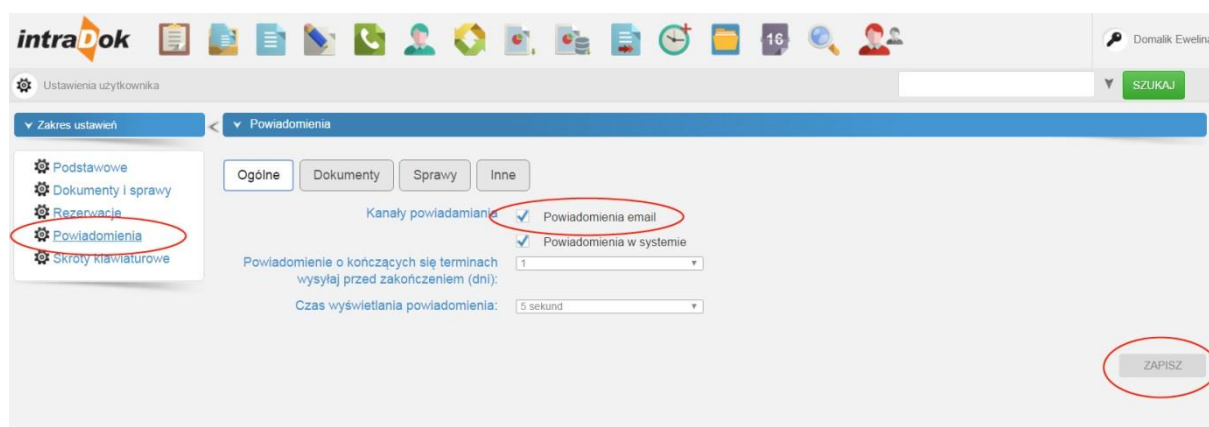 intraDok
16
Domalik Ewelina
Ustawienia użytkownika
SZUKAJ
Zakres ustawień
Powiadomienia
Podstawowe
Dokumenty i sprawy
Rezerwacje
Powiadomienia
Skróty klawiaturowe
Ogólne Dokumenty Sprawy Inne
Kanały powiadamiania Powiadomienia email
Powiadomienia w systemie
Powiadomienie o kończących się terminach 1
wysyłaj przed zakończeniem (dni):
Czas wyświetlania powiadomienia: 5 sekund
ZAPISZ